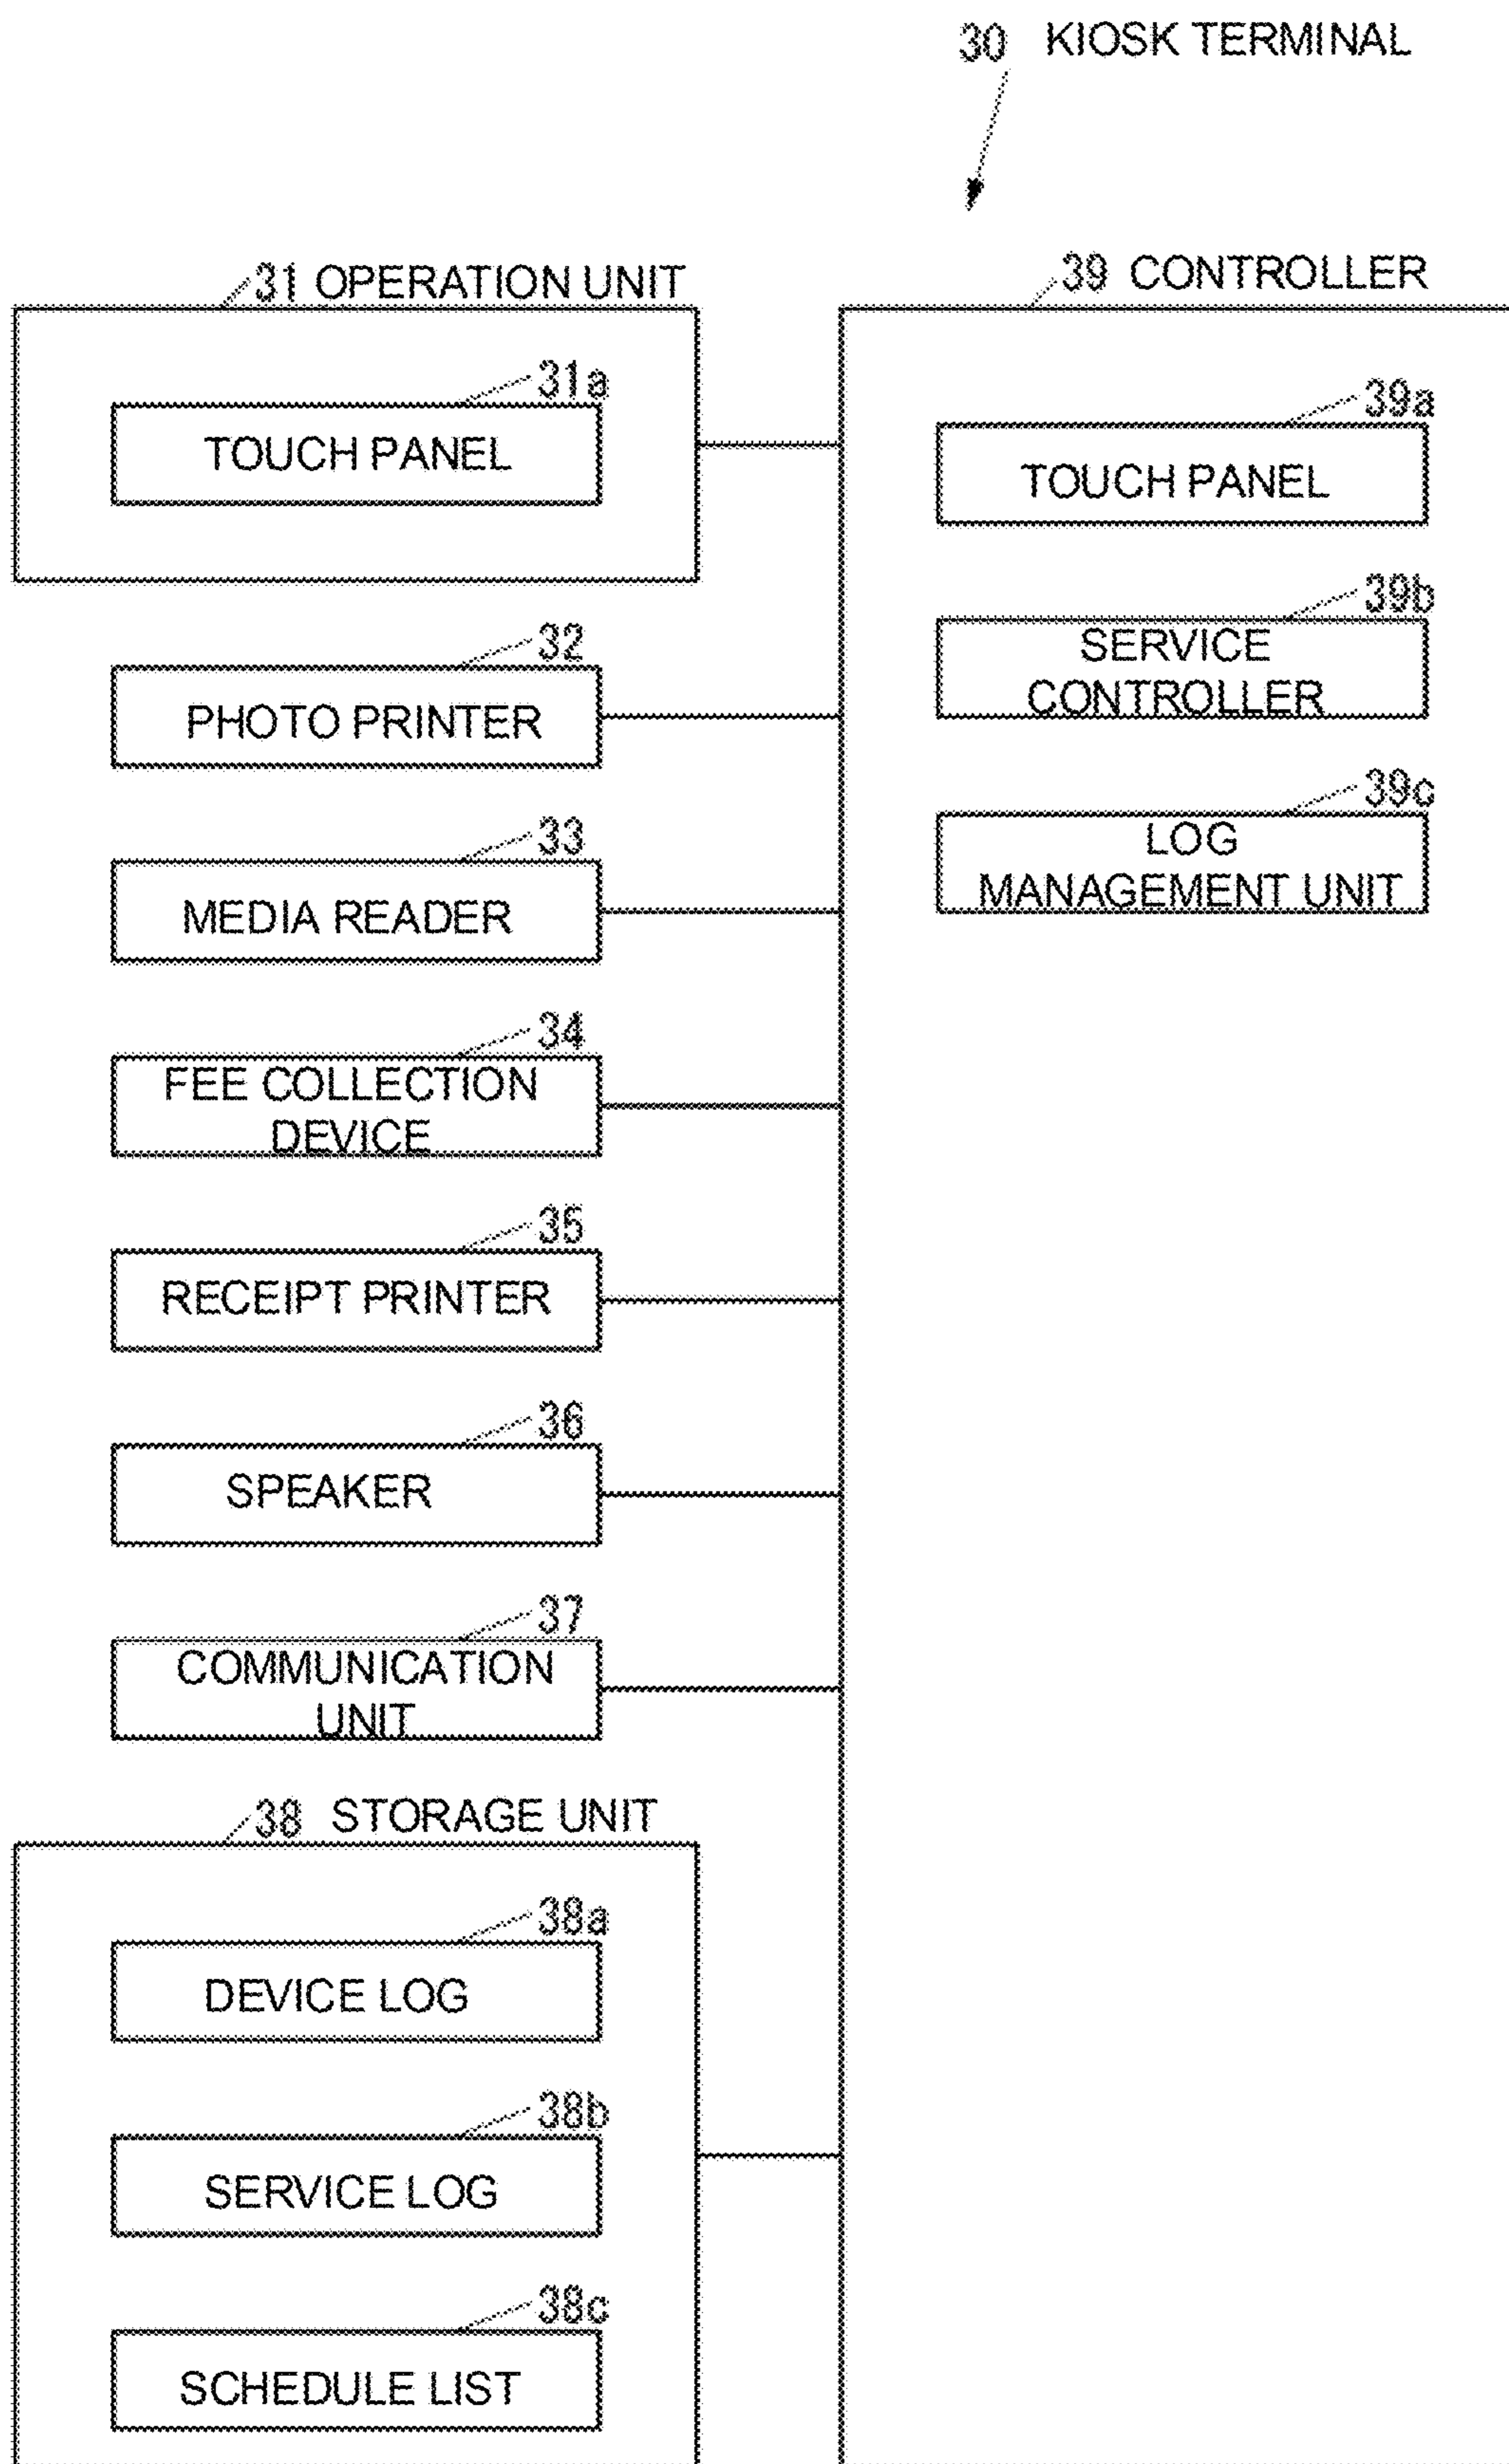 30 KIOSK TERMINAL
31 OPERATION UNIT
31a
TOUCH PANEL
32
PHOTO PRINTER
33
MEDIA READER
34
FEE COLLECTION
DEVICE
35
RECEIPT PRINTER
36
SPEAKER
37
COMMUNICATION
UNIT
38 STORAGE UNIT
38a
DEVICE LOG
38b
SERVICE LOG
38c
SCHEDULE LIST
39 CONTROLLER
39a
TOUCH PANEL
39b
SERVICE
CONTROLLER
39c
LOG
MANAGEMENT UNIT